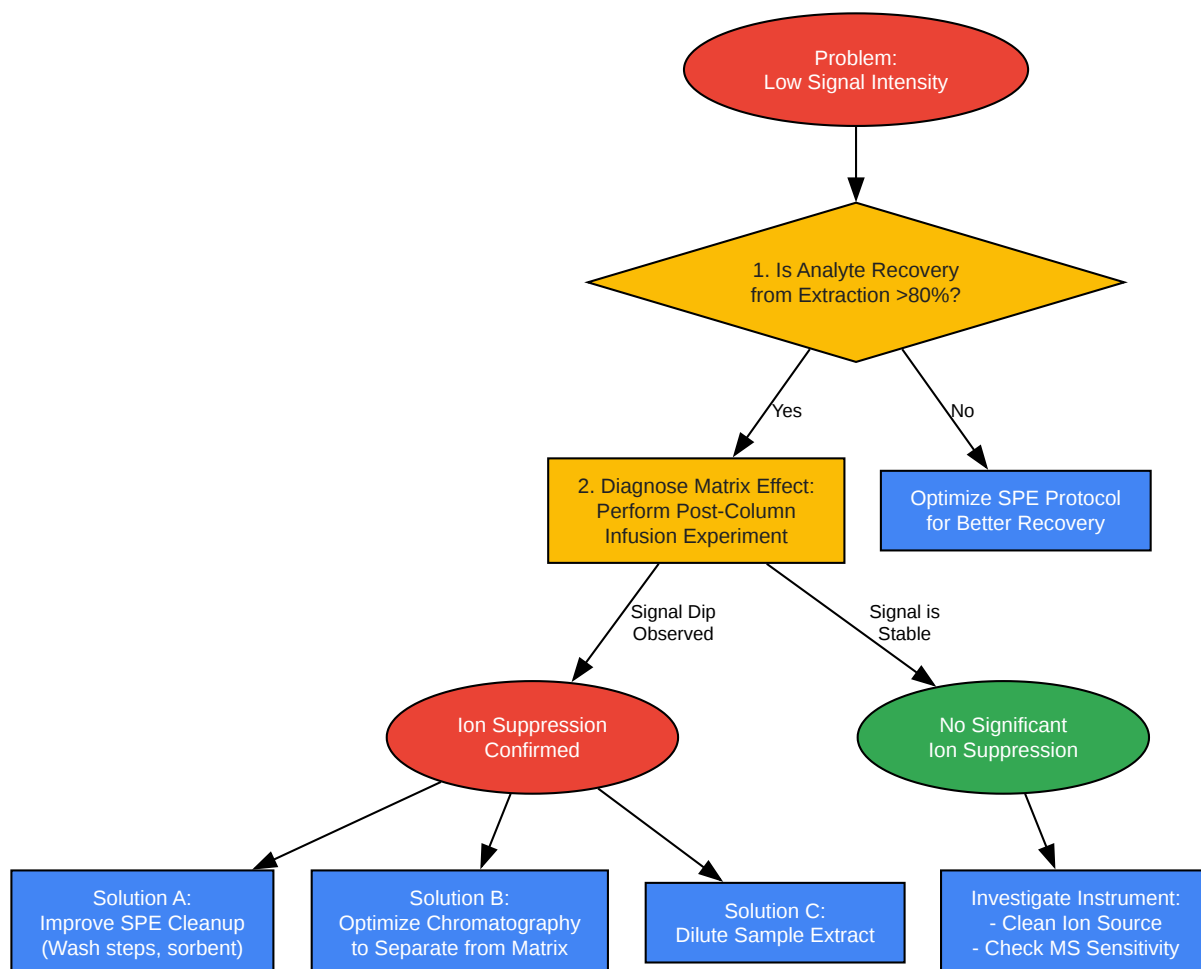 Problem:
Low Signal Intensity
1. Is Analyte Recovery
from Extraction >80%?
Yes
No
2. Diagnose Matrix Effect:
Perform Post-Column
Infusion Experiment
Optimize SPE Protocol
for Better Recovery
Signal Dip
Observed
Signal is
Stable
Ion Suppression
Confirmed
No Significant
Ion Suppression
Solution A:
Improve SPE Cleanup
(Wash steps, sorbent)
Solution B:
Optimize Chromatography
to Separate from Matrix
Solution C:
Dilute Sample Extract
Investigate Instrument:
- Clean Ion Source
- Check MS Sensitivity